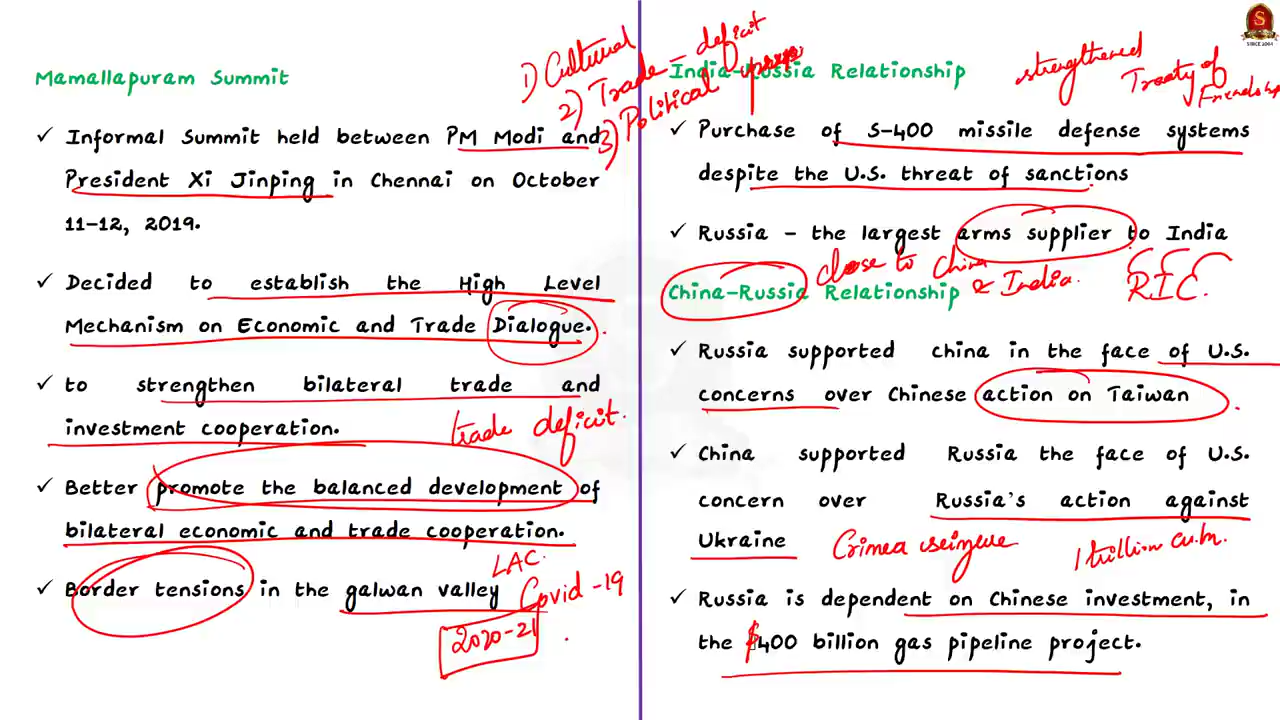 Mamallapuram Summit
1) Cultural
2) Trade - deficit
3) Political
✓ Informal Summit held between PM Modi and
President Xi Jinping in Chennai on October
11-12, 2019.
✓ Decided to establish the High Level
Mechanism on Economic and Trade Dialogue.
✓ to strengthen bilateral trade and
investment cooperation.
trade deficit.
✓ Better promote the balanced development of
bilateral economic and trade cooperation.
✓ Border tensions in the galwan valley
LAC.
Covid-19
2020-21
India-Russia Relationship
strengthened
Treaty of
Friendship
✓ Purchase of S-400 missile defense systems
despite the U.S. threat of sanctions
✓ Russia - the largest arms supplier to India
close to China
& India.
RIC.
China-Russia Relationship
✓ Russia supported china in the face of U.S.
concerns over Chinese action on Taiwan
✓ China supported Russia the face of U.S.
concern over Russia's action against
Ukraine
Crimea
1 trillion cu.m.
✓ Russia is dependent on Chinese investment, in
the $400 billion gas pipeline project.
S
SINCE 2004